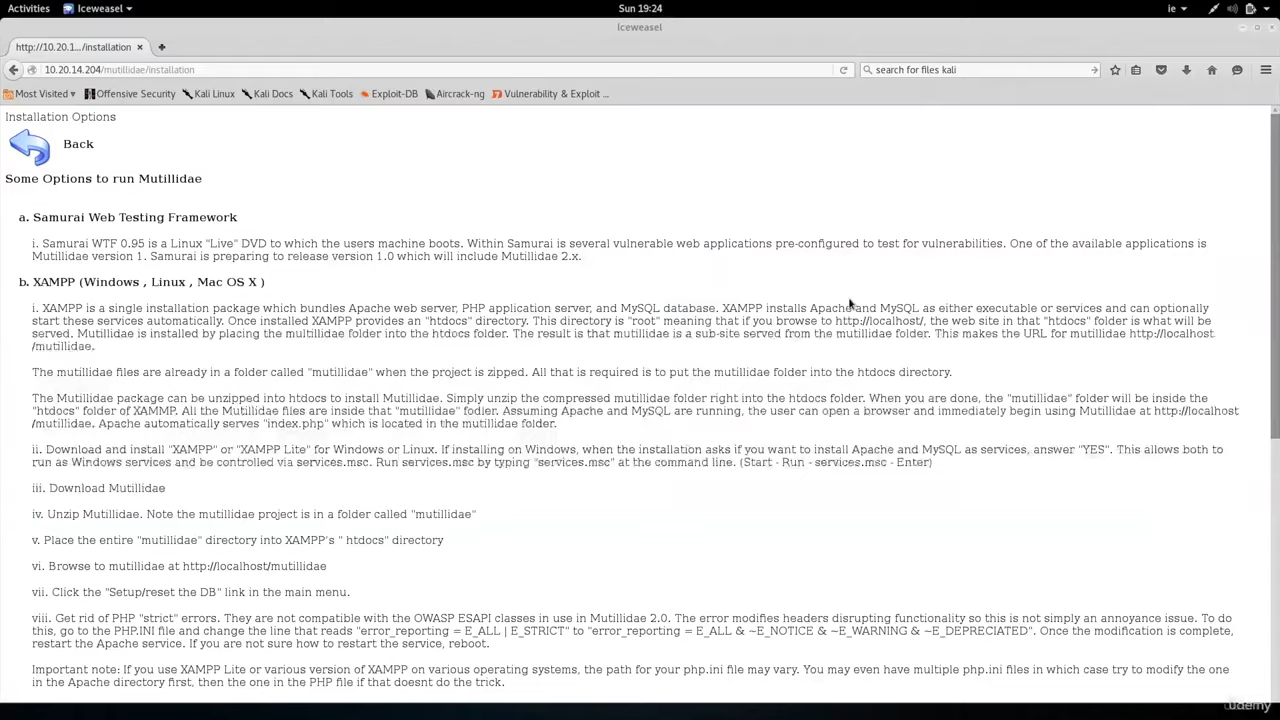 Activities Iceweasel Sun 19:24 ie
Iceweasel
http://10.20.1.../installation
10.20.14.204/mutillidae/installation search for files kali
Most Visited Offensive Security Kali Linux Kali Docs Kali Tools Exploit-DB Aircrack-ng Vulnerability & Exploit ...
Installation Options
Back
Some Options to run Mutillidae
a. Samurai Web Testing Framework
i. Samurai WTF 0.95 is a Linux "Live" DVD to which the users machine boots. Within Samurai is several vulnerable web applications pre-configured to test for vulnerabilities. One of the available applications is
Mutillidae version 1. Samurai is preparing to release version 1.0 which will include Mutillidae 2.x.
b. XAMPP (Windows , Linux , Mac OS X )
i. XAMPP is a single installation package which bundles Apache web server, PHP application server, and MySQL database. XAMPP installs Apache and MySQL as either executable or services and can optionally
start these services automatically. Once installed XAMPP provides an "htdocs" directory. This directory is "root" meaning that if you browse to http://localhost/, the web site in that "htdocs" folder is what will be
served. Mutillidae is installed by placing the multillidae folder into the htdocs folder. The result is that mutillidae is a sub-site served from the mutillidae folder. This makes the URL for mutillidae http://localhost
/mutillidae.
The mutillidae files are already in a folder called "mutillidae" when the project is zipped. All that is required is to put the mutillidae folder into the htdocs directory.
The Mutillidae package can be unzipped into htdocs to install Mutillidae. Simply unzip the compressed mutillidae folder right into the htdocs folder. When you are done, the "mutillidae" folder will be inside the
"htdocs" folder of XAMMP. All the Mutillidae files are inside that "mutillidae" fodier. Assuming Apache and MySQL are running, the user can open a browser and immediately begin using Mutillidae at http://localhost
/mutillidae. Apache automatically serves "index.php" which is located in the mutillidae folder.
ii. Download and install "XAMPP" or "XAMPP Lite" for Windows or Linux. If installing on Windows, when the installation asks if you want to install Apache and MySQL as services, answer "YES". This allows both to
run as Windows services and be controlled via services.msc. Run services.msc by typing "services.msc" at the command line. (Start - Run - services.msc - Enter)
iii. Download Mutillidae
iv. Unzip Mutillidae. Note the mutillidae project is in a folder called "mutillidae"
v. Place the entire "mutillidae" directory into XAMPP's " htdocs" directory
vi. Browse to mutillidae at http://localhost/mutillidae
vii. Click the "Setup/reset the DB" link in the main menu.
viii. Get rid of PHP "strict" errors. They are not compatible with the OWASP ESAPI classes in use in Mutillidae 2.0. The error modifies headers disrupting functionality so this is not simply an annoyance issue. To do
this, go to the PHP.INI file and change the line that reads "error_reporting = E_ALL | E_STRICT" to "error_reporting = E_ALL & ~E_NOTICE & ~E_WARNING & ~E_DEPRECIATED". Once the modification is complete,
restart the Apache service. If you are not sure how to restart the service, reboot.
Important note: If you use XAMPP Lite or various version of XAMPP on various operating systems, the path for your php.ini file may vary. You may even have multiple php.ini files in which case try to modify the one
in the Apache directory first, then the one in the PHP file if that doesnt do the trick.
udemy